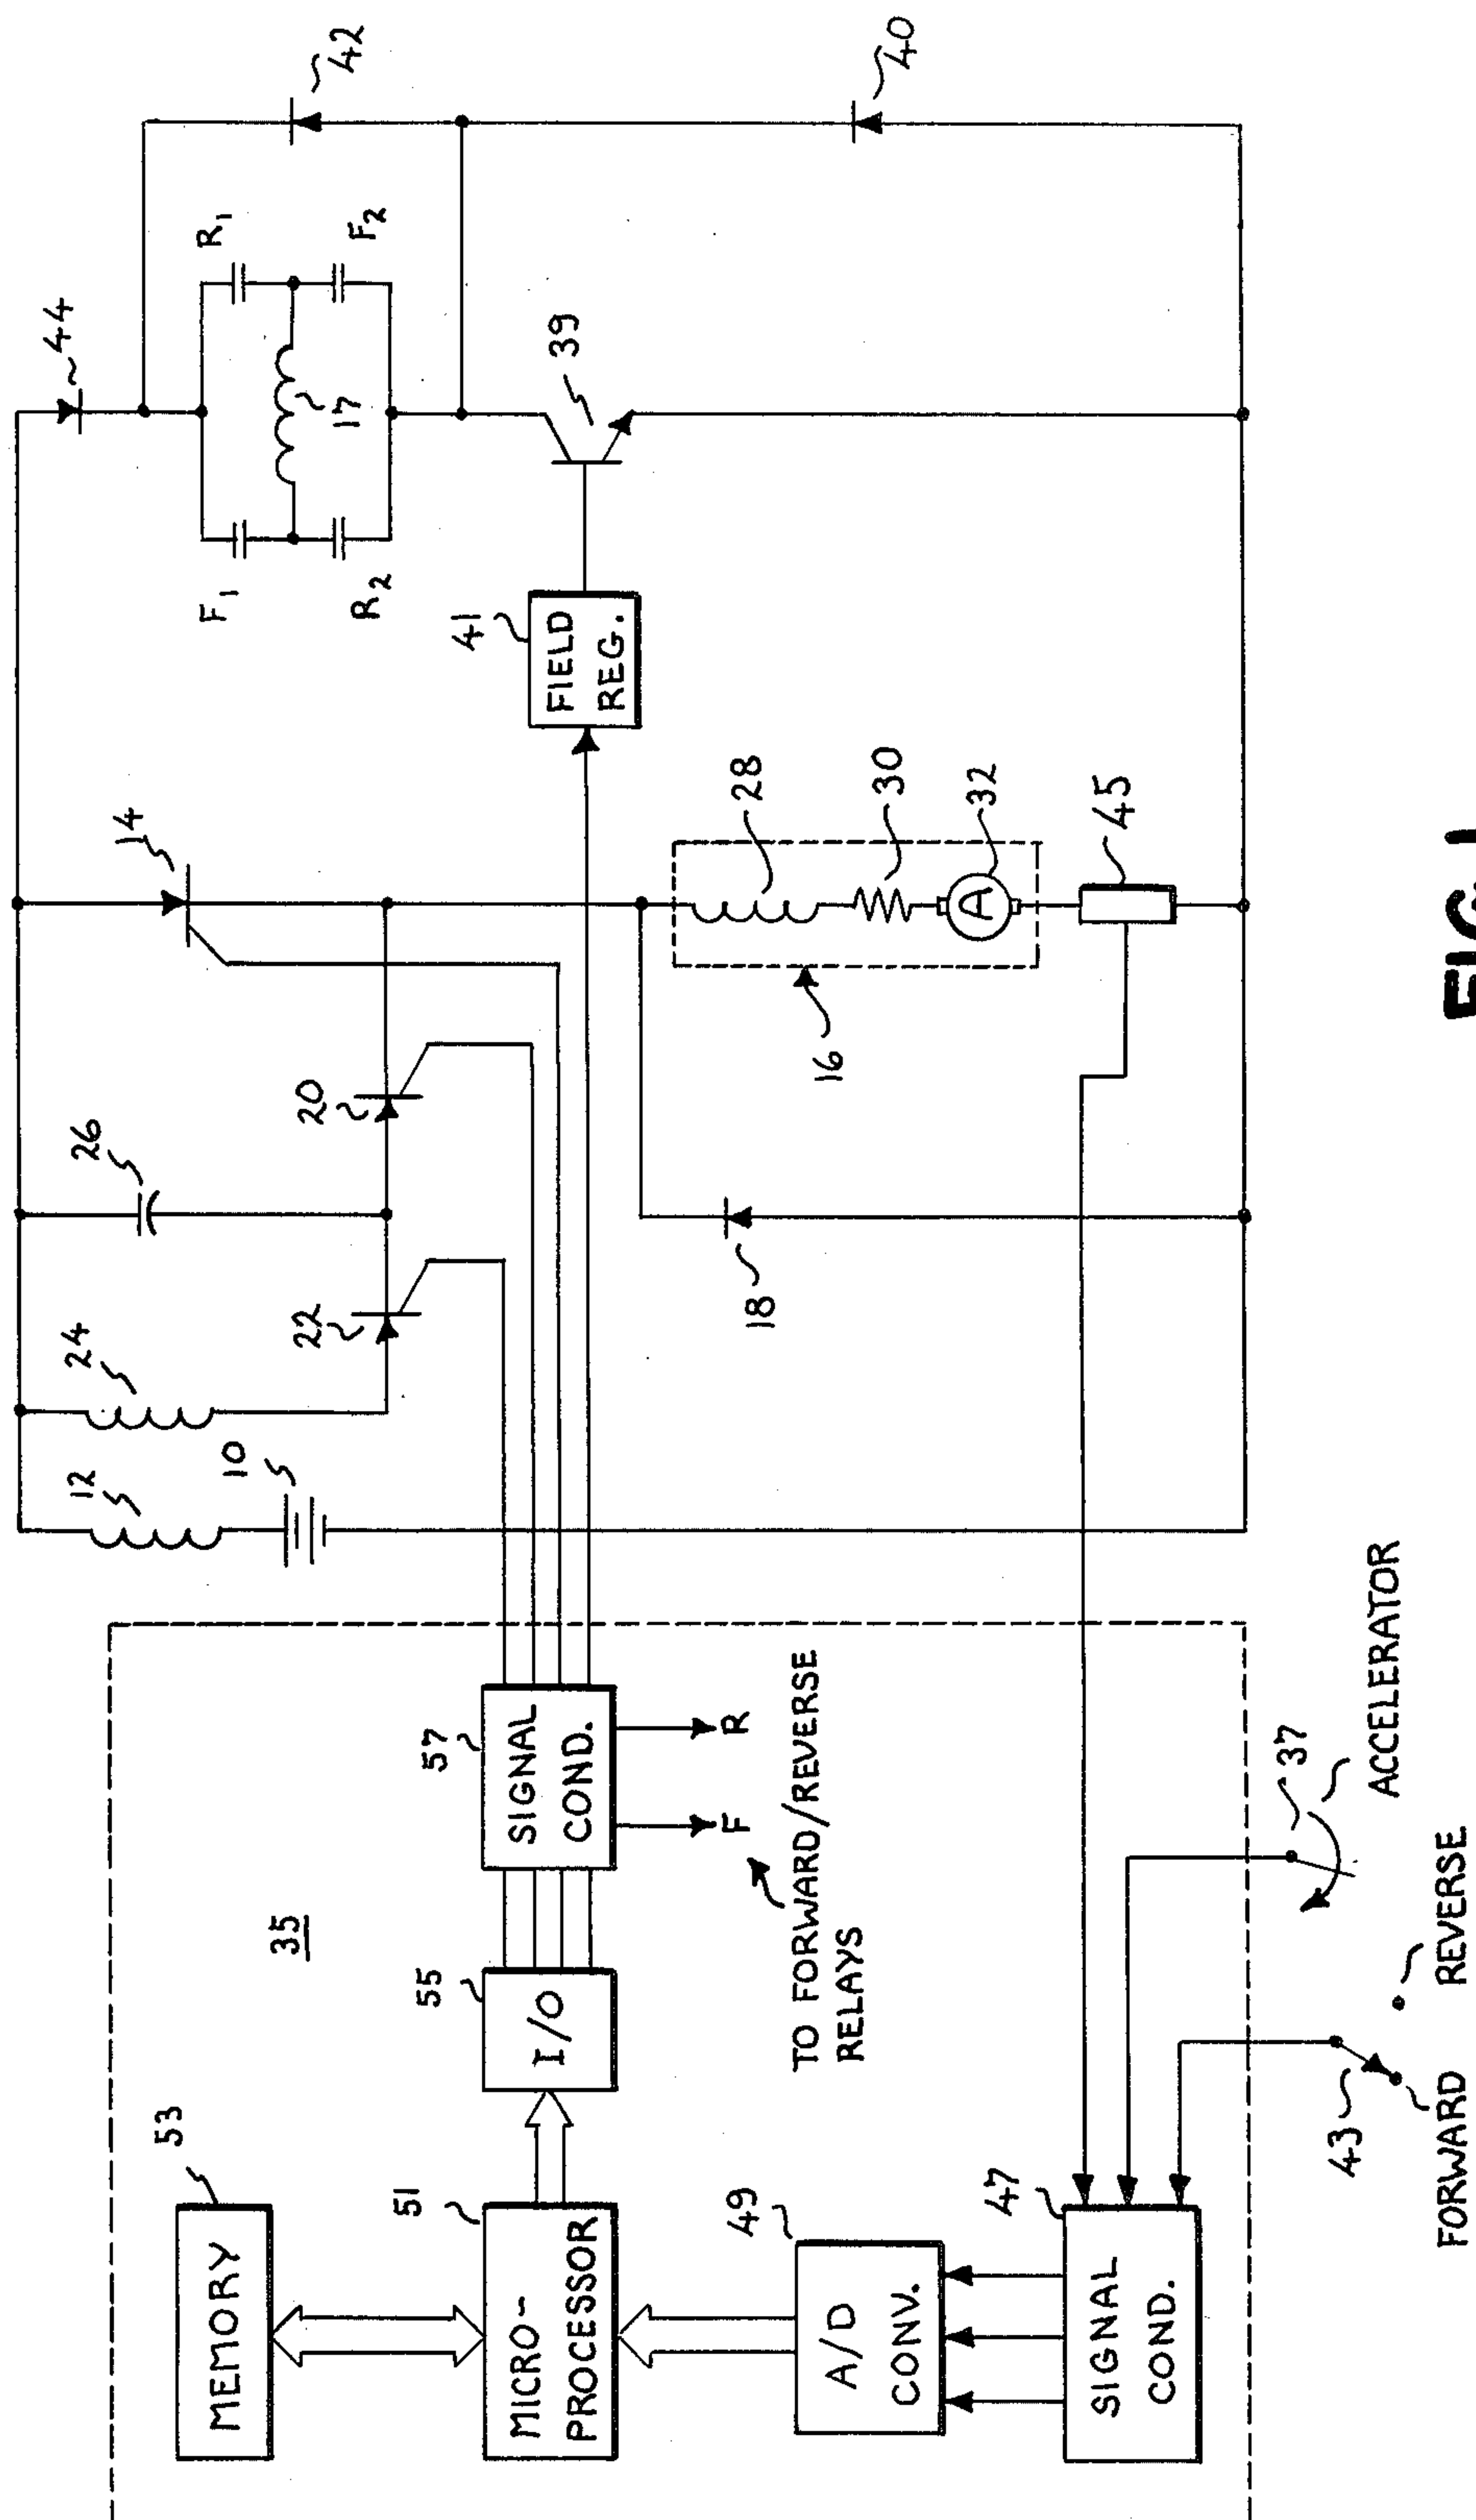 MEMORY
53
MICRO-
PROCESSOR
51
A/D
CONV.
49
SIGNAL
COND.
47
35
I/O
55
SIGNAL
COND.
57
F
R
TO FORWARD/REVERSE
RELAYS
43
FORWARD
REVERSE
37
ACCELERATOR
12
10
24
22
26
20
18
14
16
28
30
A
32
45
FIELD
REG.
41
39
44
F1
R1
17
R2
F2
42
40